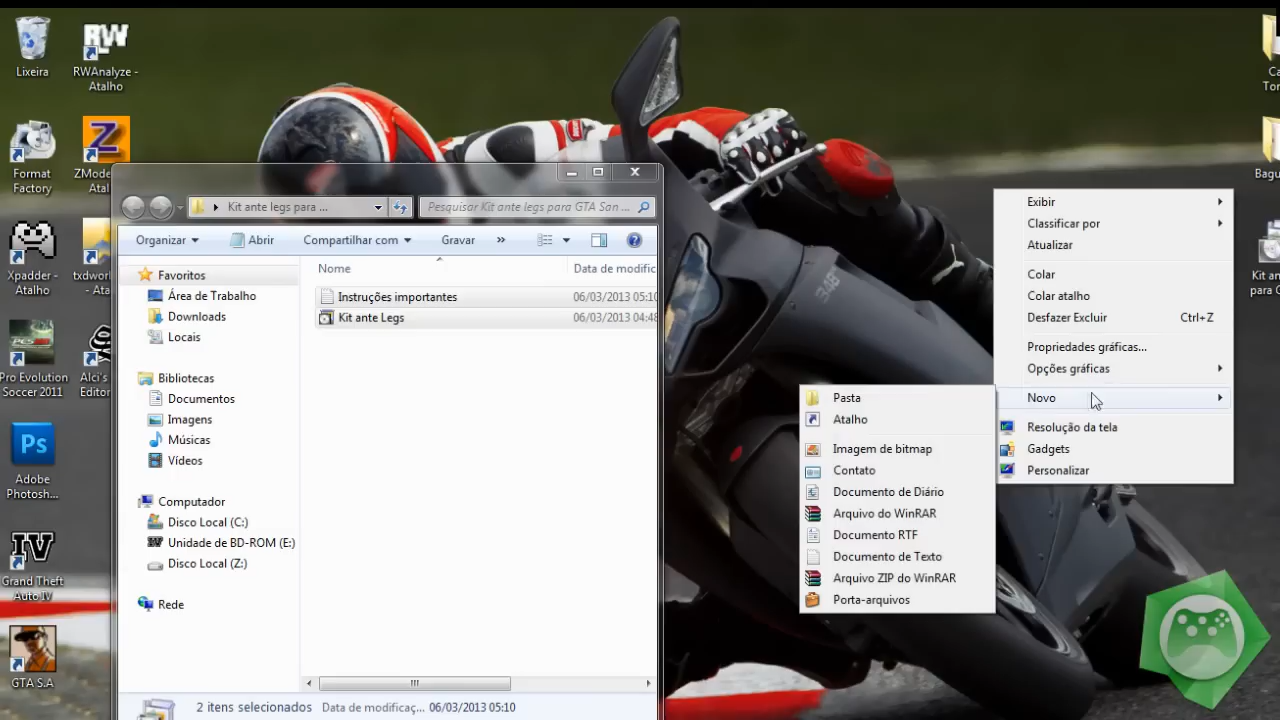 Lixeira
RWAnalyze -
Atalho
Format
Factory
ZMode
Atal
Xpadder -
Atalho
txdwork
- Ata
Pro Evolution
Soccer 2011
Alci's
Editor
Ps
Adobe
Photosh...
IV
Grand Theft
Auto IV
GTA S.A
Kit ante legs para ...
Pesquisar Kit ante legs para GTA San ...
Organizar
Abrir
Compartilhar com
Gravar
»
Nome
Data de modific
Favoritos
Área de Trabalho
Downloads
Locais
Bibliotecas
Documentos
Imagens
Músicas
Vídeos
Computador
Disco Local (C:)
Unidade de BD-ROM (E:)
Disco Local (Z:)
Rede
Instruções importantes 06/03/2013 05:10
Kit ante Legs 06/03/2013 04:48
2 itens selecionados Data de modificaç... 06/03/2013 05:10
Exibir
Classificar por
Atualizar
Colar
Colar atalho
Desfazer Excluir Ctrl+Z
Propriedades gráficas...
Opções gráficas
Novo
Resolução da tela
Gadgets
Personalizar
Pasta
Atalho
Imagem de bitmap
Contato
Documento de Diário
Arquivo do WinRAR
Documento RTF
Documento de Texto
Arquivo ZIP do WinRAR
Porta-arquivos
348
Ca
Tor
Bagu
Kit an
para G